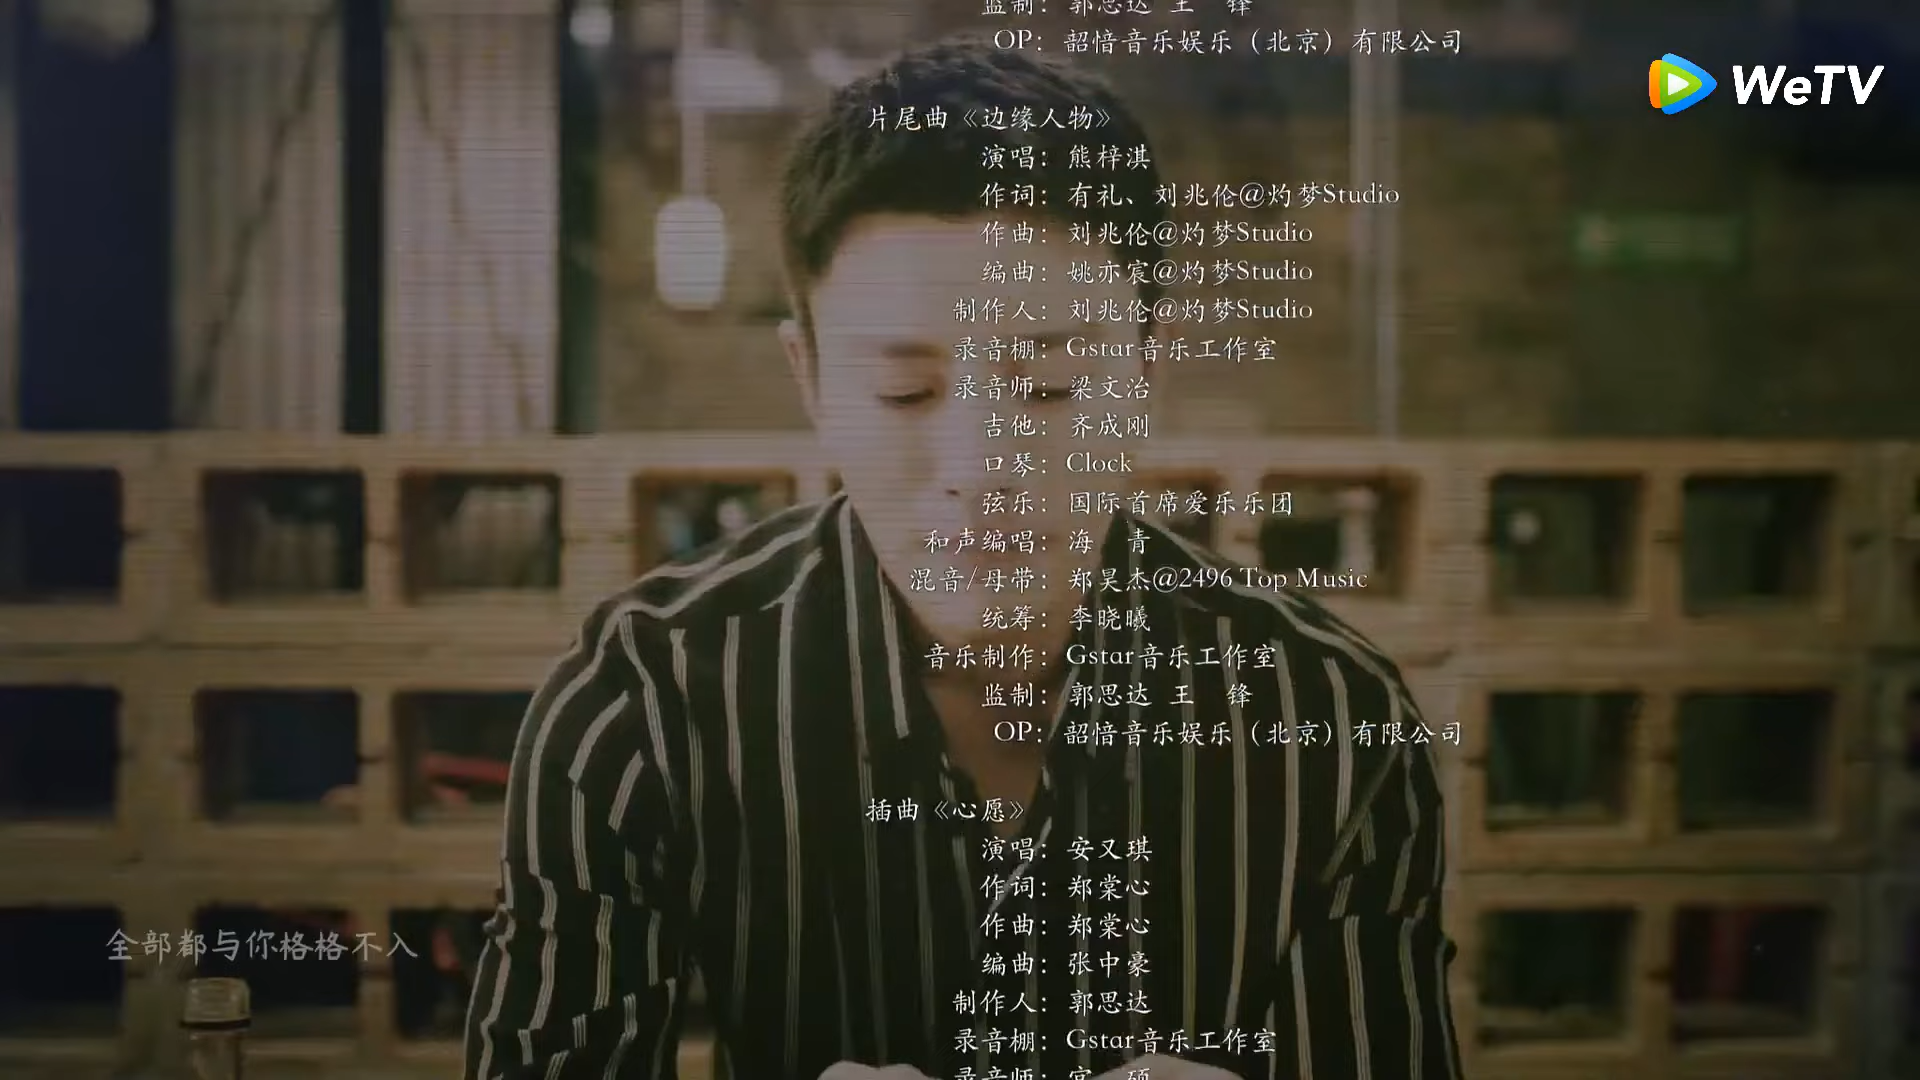 监制：郭思达 王 锋
OP：韶愔音乐娱乐（北京）有限公司
WeTV
片尾曲《边缘人物》
演唱：熊梓淇
作词：有礼、刘兆伦@灼梦Studio
作曲：刘兆伦@灼梦Studio
编曲：姚亦宸@灼梦Studio
制作人：刘兆伦@灼梦Studio
录音棚：Gstar音乐工作室
录音师：梁文治
吉他：齐成刚
口琴：Clock
弦乐：国际首席爱乐乐团
和声编唱：海 青
混音/母带：郑昊杰@2496 Top Music
统筹：李晓曦
音乐制作：Gstar音乐工作室
监制：郭思达 王 锋
OP：韶愔音乐娱乐（北京）有限公司
插曲《心愿》
演唱：安又琪
作词：郑棠心
作曲：郑棠心
编曲：张中豪
制作人：郭思达
录音棚：Gstar音乐工作室
录音师：
全部都与你格格不入